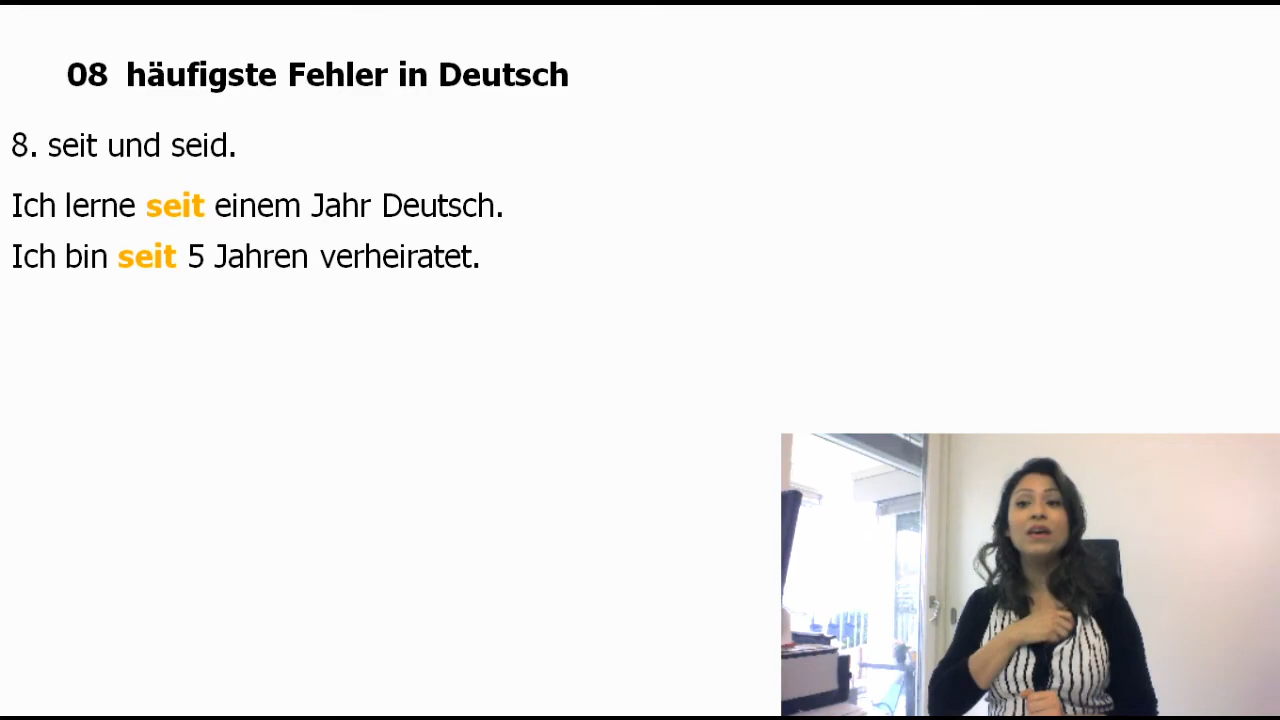 08 häufigste Fehler in Deutsch
8. seit und seid.
Ich lerne seit einem Jahr Deutsch.
Ich bin seit 5 Jahren verheiratet.